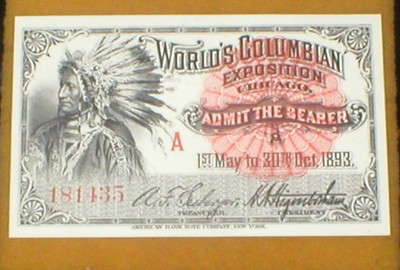 WORLD'S COLUMBIAN
EXPOSITION
CHICAGO,
ADMIT THE BEARER
A
A
1ST May to 30TH Oct. 1893.
181435
TREASURER.
PRESIDENT
AMERICAN BANK NOTE COMPANY, NEW YORK.